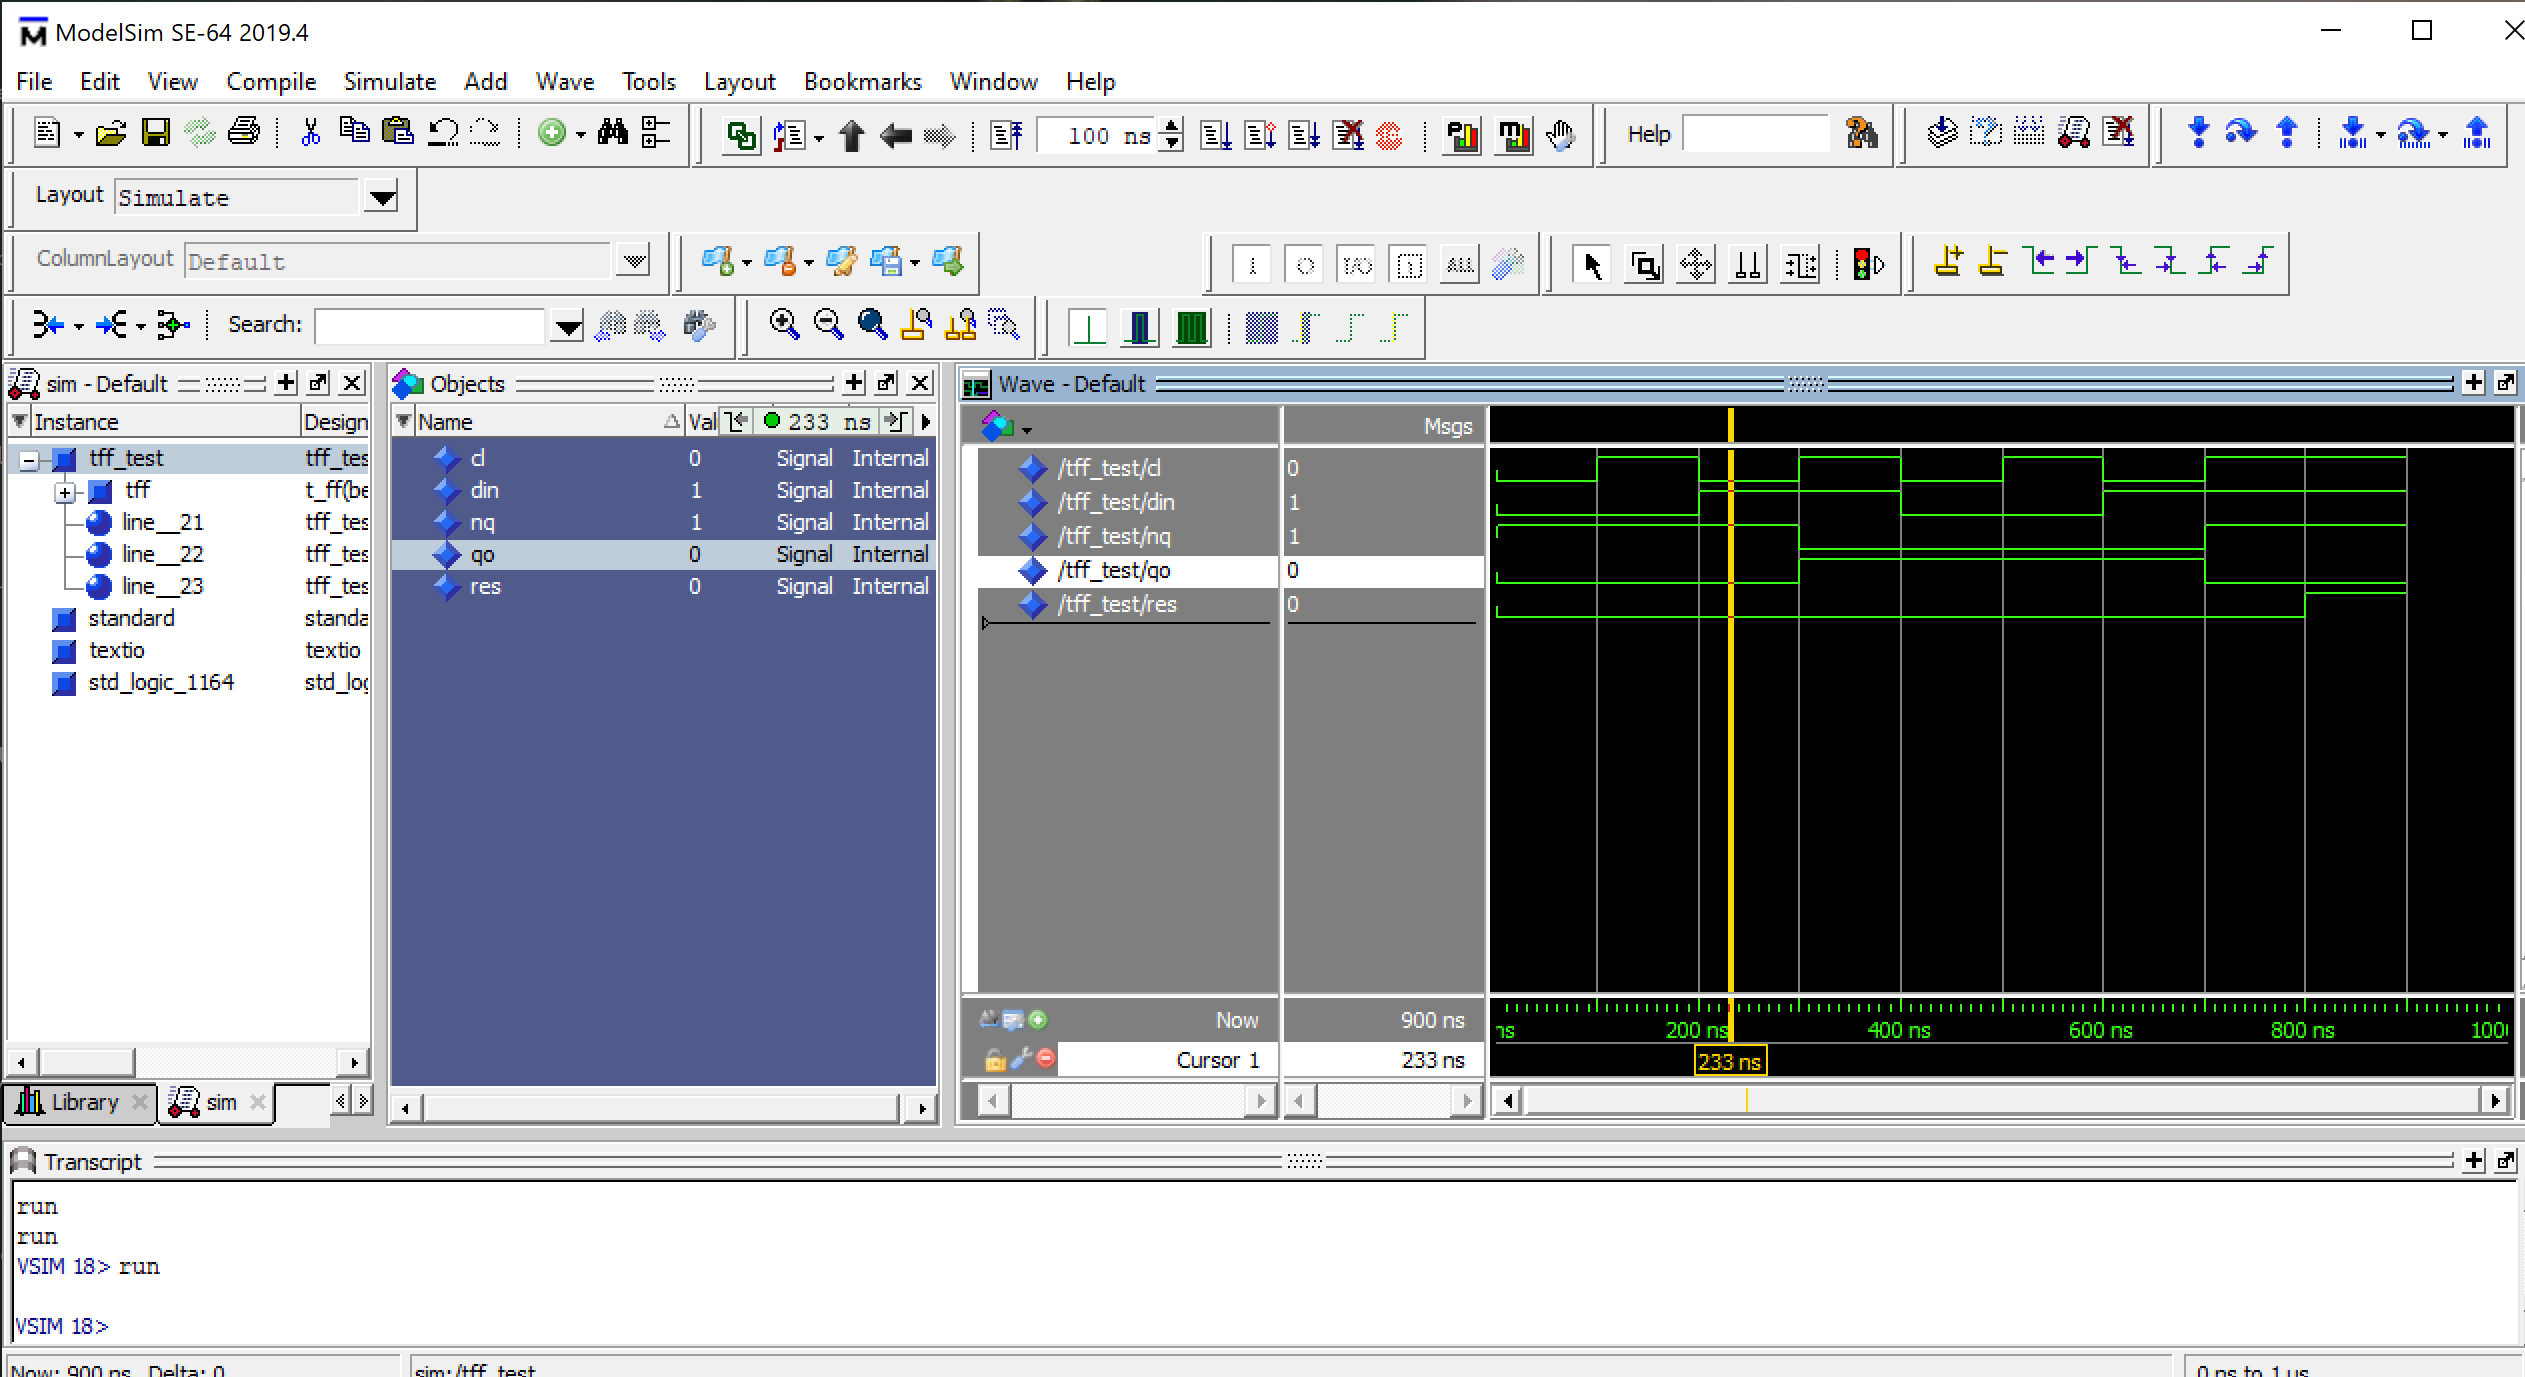 ModelSim SE-64 2019.4
File Edit View Compile Simulate Add Wave Tools Layout Bookmarks Window Help
100 ns
Help
Layout Simulate
ColumnLayout Default
ALL
Search:
sim - Default
Instance Design
tff_test tff_tes
tff t_ff(be
line__21 tff_tes
line__22 tff_tes
line__23 tff_tes
standard standa
textio textio
std_logic_1164 std_log
Library
sim
Objects
Name Val 233 ns
cl 0 Signal Internal
din 1 Signal Internal
nq 1 Signal Internal
qo 0 Signal Internal
res 0 Signal Internal
Wave - Default
Msgs
/tff_test/cl 0
/tff_test/din 1
/tff_test/nq 1
/tff_test/qo 0
/tff_test/res 0
Now 900 ns
ns 200 ns 400 ns 600 ns 800 ns 100
Cursor 1 233 ns
233 ns
Transcript
run
run
VSIM 18> run
VSIM 18>
Now: 900 ns Delta: 0
sim:/tff_test
0 ns to 1 us